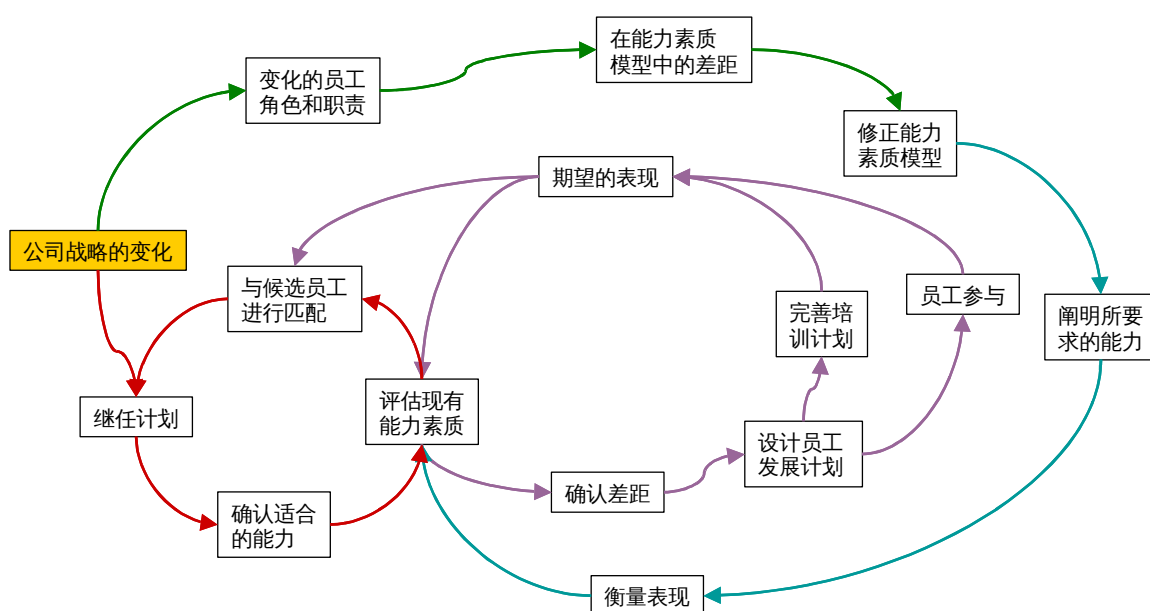 在能力素质
模型中的差距
变化的员工
角色和职责
修正能力
素质模型
期望的表现
公司战略的变化
与候选员工
进行匹配
员工参与
完善培
训计划
阐明所要
求的能力
继任计划
评估现有
能力素质
设计员工
发展计划
确认差距
确认适合
的能力
衡量表现